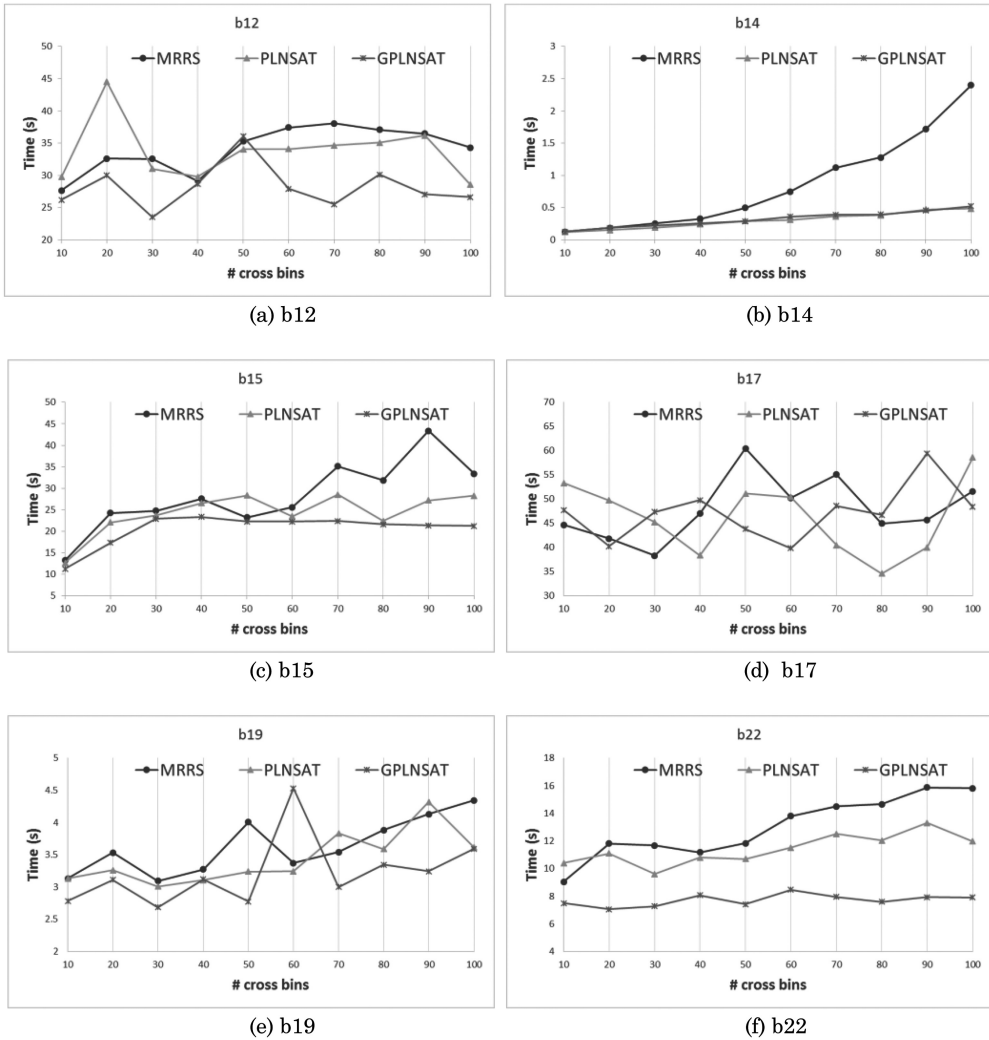 b12
MRRS PLNSAT GPLNSAT
50
45
40
35
30
25
20
Time (s)
10 20 30 40 50 60 70 80 90 100
# cross bins
(a) b12
b14
MRRS PLNSAT GPLNSAT
3
2.5
2
1.5
1
0.5
0
Time (s)
10 20 30 40 50 60 70 80 90 100
# cross bins
(b) b14
b15
MRRS PLNSAT GPLNSAT
50
45
40
35
30
25
20
15
10
5
Time (s)
10 20 30 40 50 60 70 80 90 100
# cross bins
(c) b15
b17
MRRS PLNSAT GPLNSAT
70
65
60
55
50
45
40
35
30
Time (s)
10 20 30 40 50 60 70 80 90 100
# cross bins
(d) b17
b19
MRRS PLNSAT GPLNSAT
5
4.5
4
3.5
3
2.5
2
Time (s)
10 20 30 40 50 60 70 80 90 100
# cross bins
(e) b19
b22
MRRS PLNSAT GPLNSAT
18
16
14
12
10
8
6
4
Time (s)
10 20 30 40 50 60 70 80 90 100
# cross bins
(f) b22